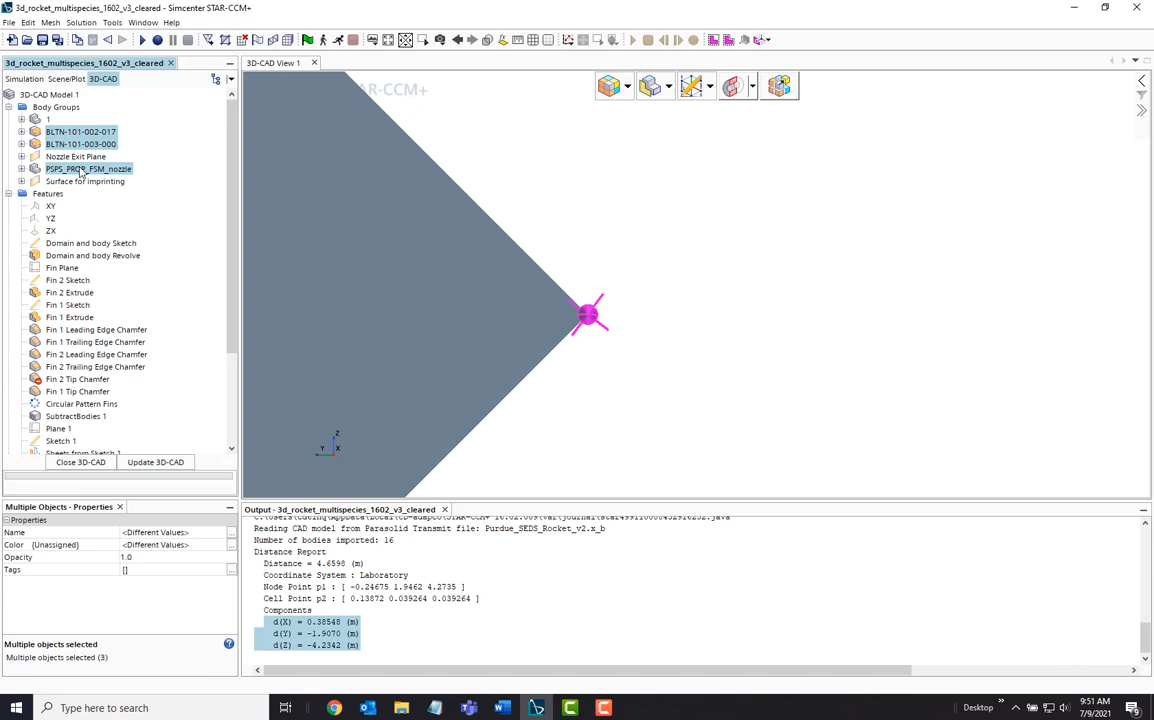 3d_rocket_multispecies_1602_v3_cleared - Simcenter STAR-CCM+
File Edit Mesh Solution Tools Window Help
3d_rocket_multispecies_1602_v3_cleared
3D-CAD View 1
Simulation Scene/Plot 3D-CAD
AR-CCM+
3D-CAD Model 1
Body Groups
1
BLTN-101-002-017
BLTN-101-003-000
Nozzle Exit Plane
PSPS_PROP_FSM_nozzle
Surface for imprinting
Features
XY
YZ
ZX
Domain and body Sketch
Domain and body Revolve
Fin Plane
Fin 2 Sketch
Fin 2 Extrude
Fin 1 Sketch
Fin 1 Extrude
Fin 1 Leading Edge Chamfer
Fin 1 Trailing Edge Chamfer
Fin 2 Leading Edge Chamfer
Fin 2 Trailing Edge Chamfer
Fin 2 Tip Chamfer
Fin 1 Tip Chamfer
Circular Pattern Fins
SubtractBodies 1
Plane 1
Sketch 1
Sheets from Sketch 1
Close 3D-CAD Update 3D-CAD
Z
Y X
Multiple Objects - Properties
Properties
Name <Different Values> ...
Color {Unassigned} <Different Values> ...
Opacity 1.0
Tags [] ...
Multiple objects selected
Multiple objects selected (3)
Output - 3d_rocket_multispecies_1602_v3_cleared
Reading CAD model from Parasolid Transmit file: Purdue_SEDS_Rocket_v2.x_b
Number of bodies imported: 16
Distance Report
Distance = 4.6598 (m)
Coordinate System : Laboratory
Node Point p1 : [ -0.24675 1.9462 4.2735 ]
Cell Point p2 : [ 0.13872 0.039264 0.039264 ]
Components
d(X) = 0.38548 (m)
d(Y) = -1.9070 (m)
d(Z) = -4.2342 (m)
Type here to search
Desktop
9:51 AM
7/9/2021
9